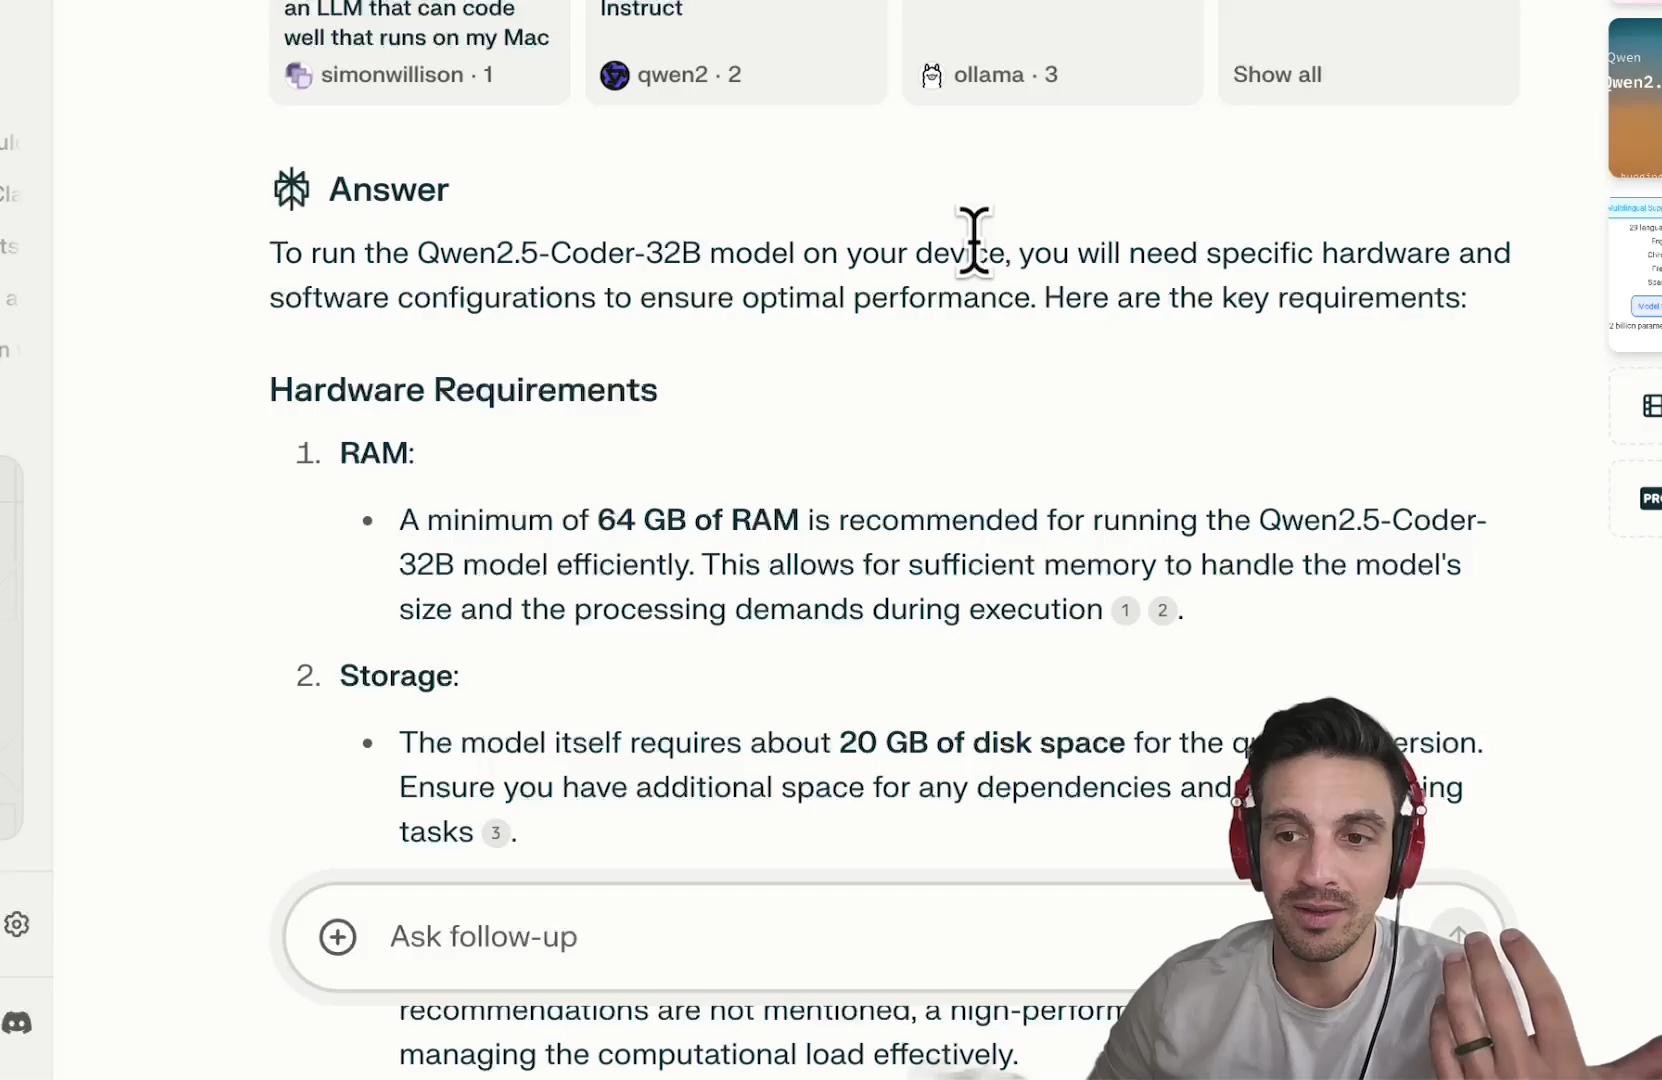 an LLM that can code
well that runs on my Mac
simonwillison · 1
Instruct
qwen2 · 2
ollama · 3
Show all
Answer
To run the Qwen2.5-Coder-32B model on your device, you will need specific hardware and
software configurations to ensure optimal performance. Here are the key requirements:
Hardware Requirements
1. RAM:
• A minimum of 64 GB of RAM is recommended for running the Qwen2.5-Coder-
32B model efficiently. This allows for sufficient memory to handle the model's
size and the processing demands during execution 1 2.
2. Storage:
• The model itself requires about 20 GB of disk space for the
Ensure you have additional space for any dependencies and
tasks 3.
Ask follow-up
recommendations are not mentioned, a
managing the computational load effectively.
Qwen
Qwen2.